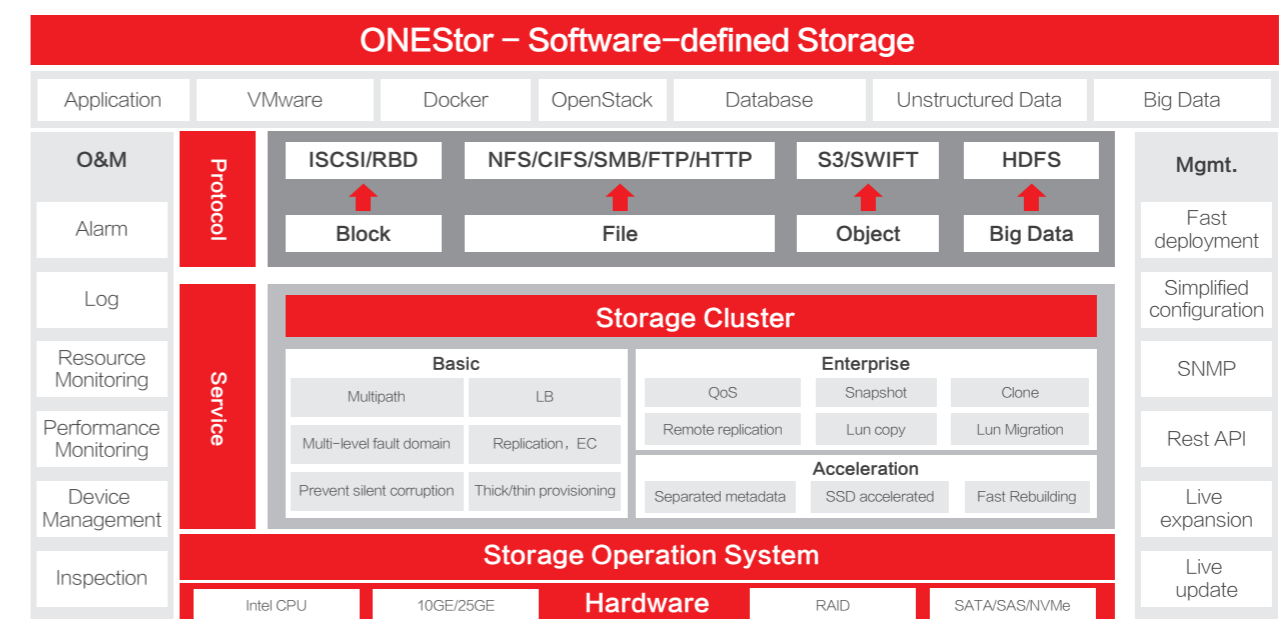 ONEStor – Software-defined Storage
Application
VMware
Docker
OpenStack
Database
Unstructured Data
Big Data
O&M
Alarm
Log
Resource
Monitoring
Performance
Monitoring
Device
Management
Inspection
Protocol
ISCSI/RBD
NFS/CIFS/SMB/FTP/HTTP
S3/SWIFT
HDFS
Block
File
Object
Big Data
Service
Storage Cluster
Basic
Multipath
LB
Multi-level fault domain
Replication, EC
Prevent silent corruption
Thick/thin provisioning
Enterprise
QoS
Snapshot
Clone
Remote replication
Lun copy
Lun Migration
Acceleration
Separated metadata
SSD accelerated
Fast Rebuilding
Storage Operation System
Intel CPU
10GE/25GE
Hardware
RAID
SATA/SAS/NVMe
Mgmt.
Fast
deployment
Simplified
configuration
SNMP
Rest API
Live
expansion
Live
update